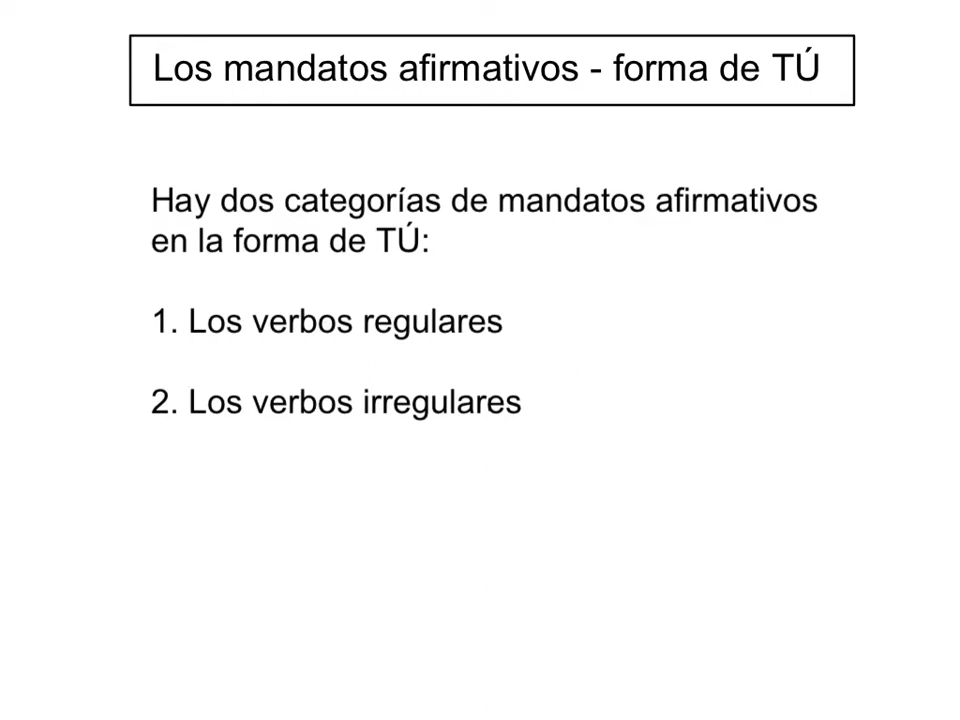 Los mandatos afirmativos - forma de TÚ
Hay dos categorías de mandatos afirmativos
en la forma de TÚ:
1. Los verbos regulares
2. Los verbos irregulares